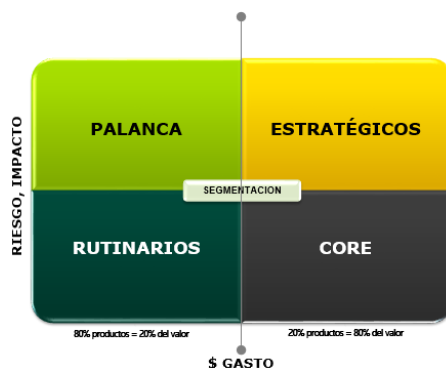 PALANCA
ESTRATÉGICOS
RIESGO, IMPACTO
SEGMENTACION
RUTINARIOS
CORE
80% productos = 20% del valor
20% productos = 80% del valor
$ GASTO